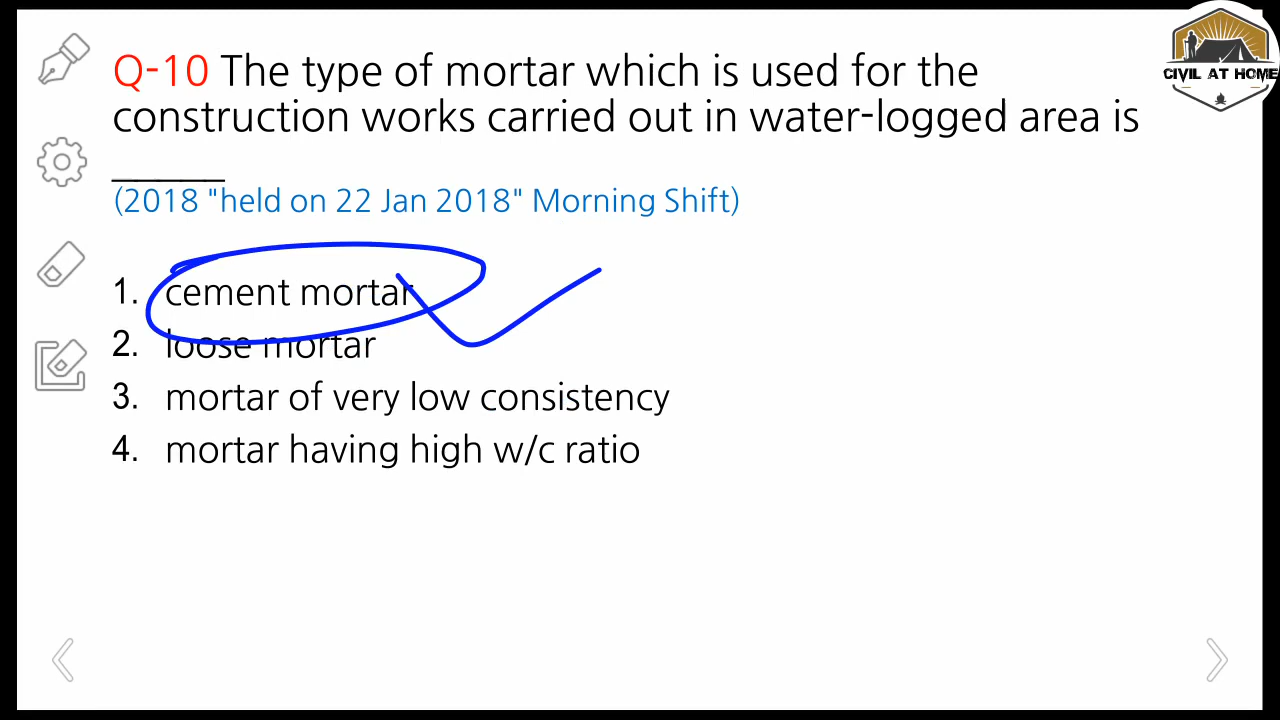 CIVIL AT HOME
Q-10 The type of mortar which is used for the
construction works carried out in water-logged area is
______
(2018 "held on 22 Jan 2018" Morning Shift)
1. cement mortar
2. loose mortar
3. mortar of very low consistency
4. mortar having high w/c ratio